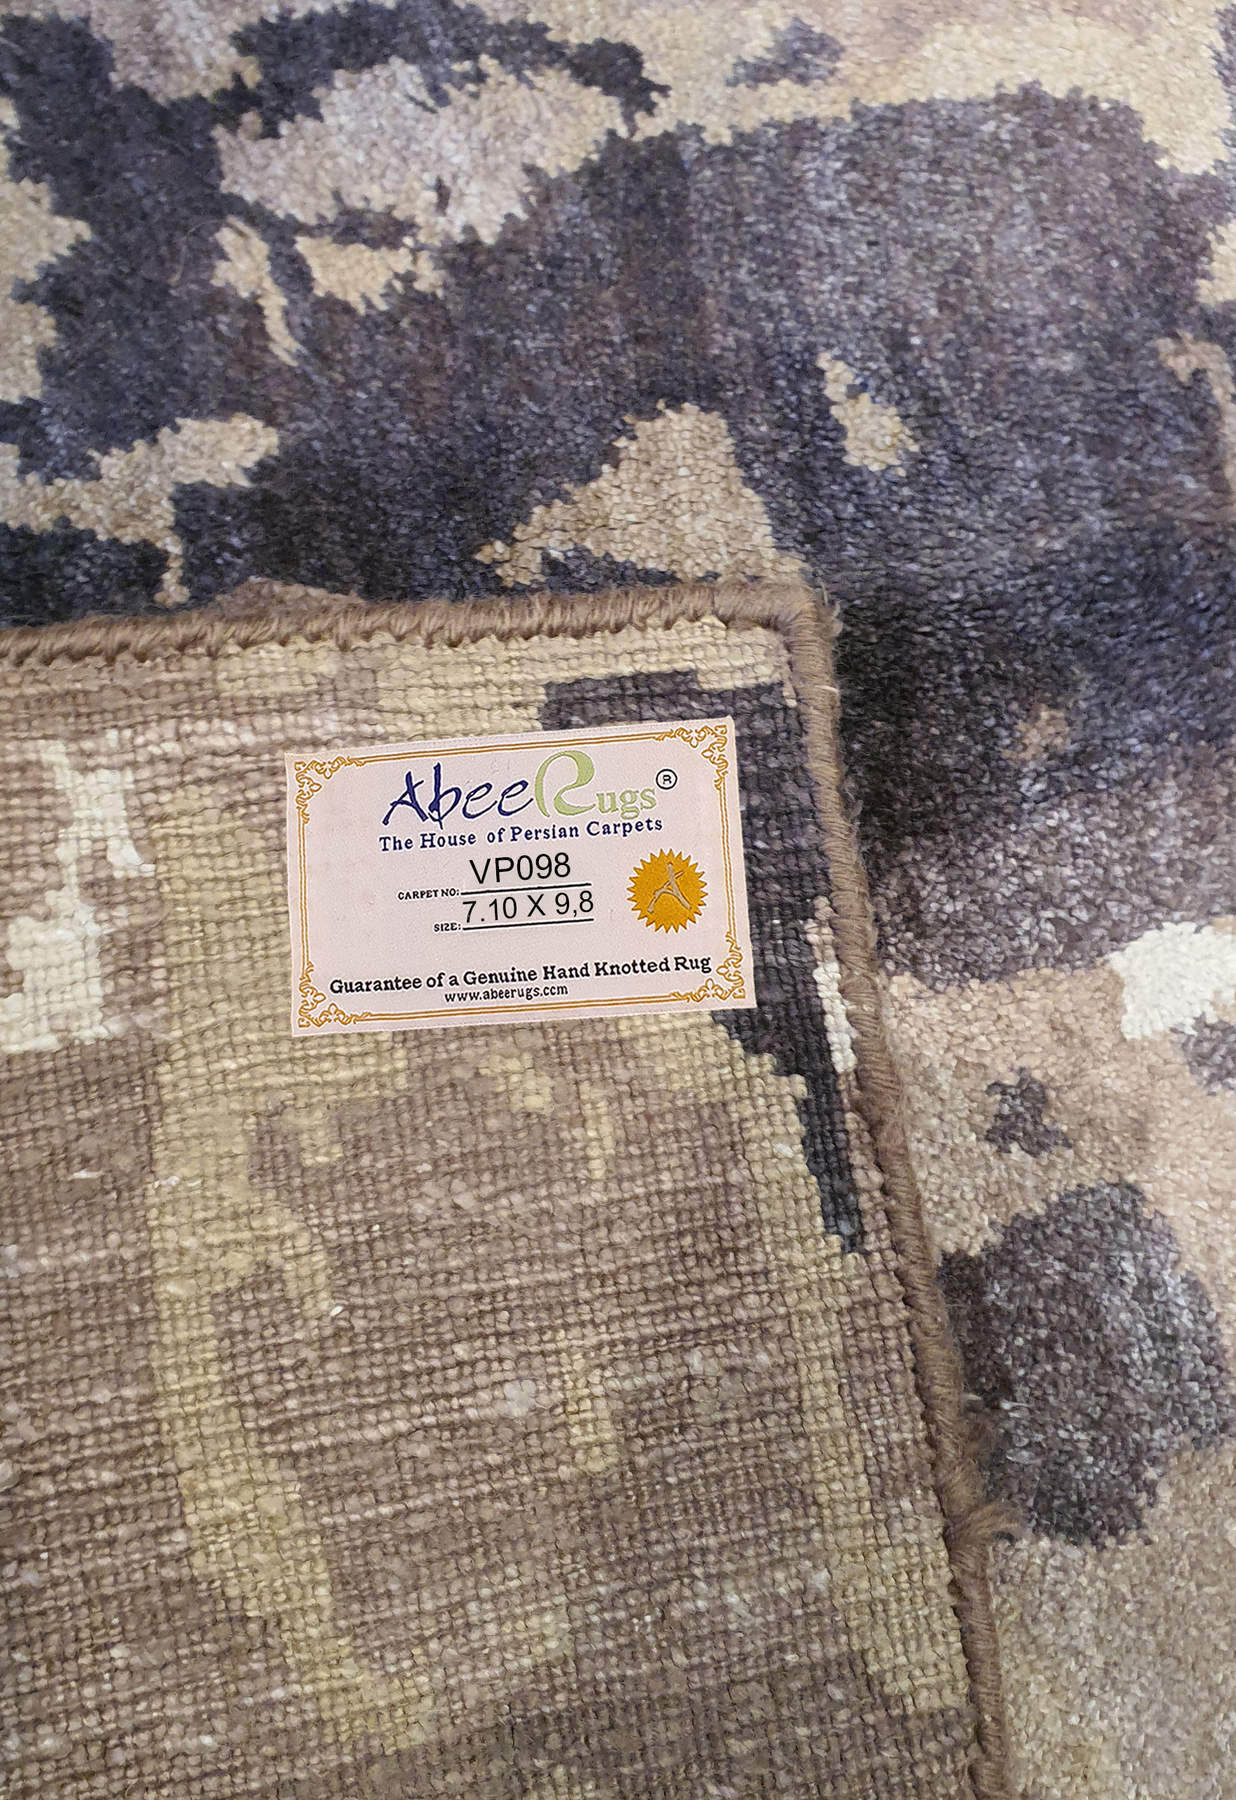 AbeeRugs®
The House of Persian Carpets
CARPET NO: VP098
SIZE: 7.10 X 9,8
Guarantee of a Genuine Hand Knotted Rug
www.abeerugs.com